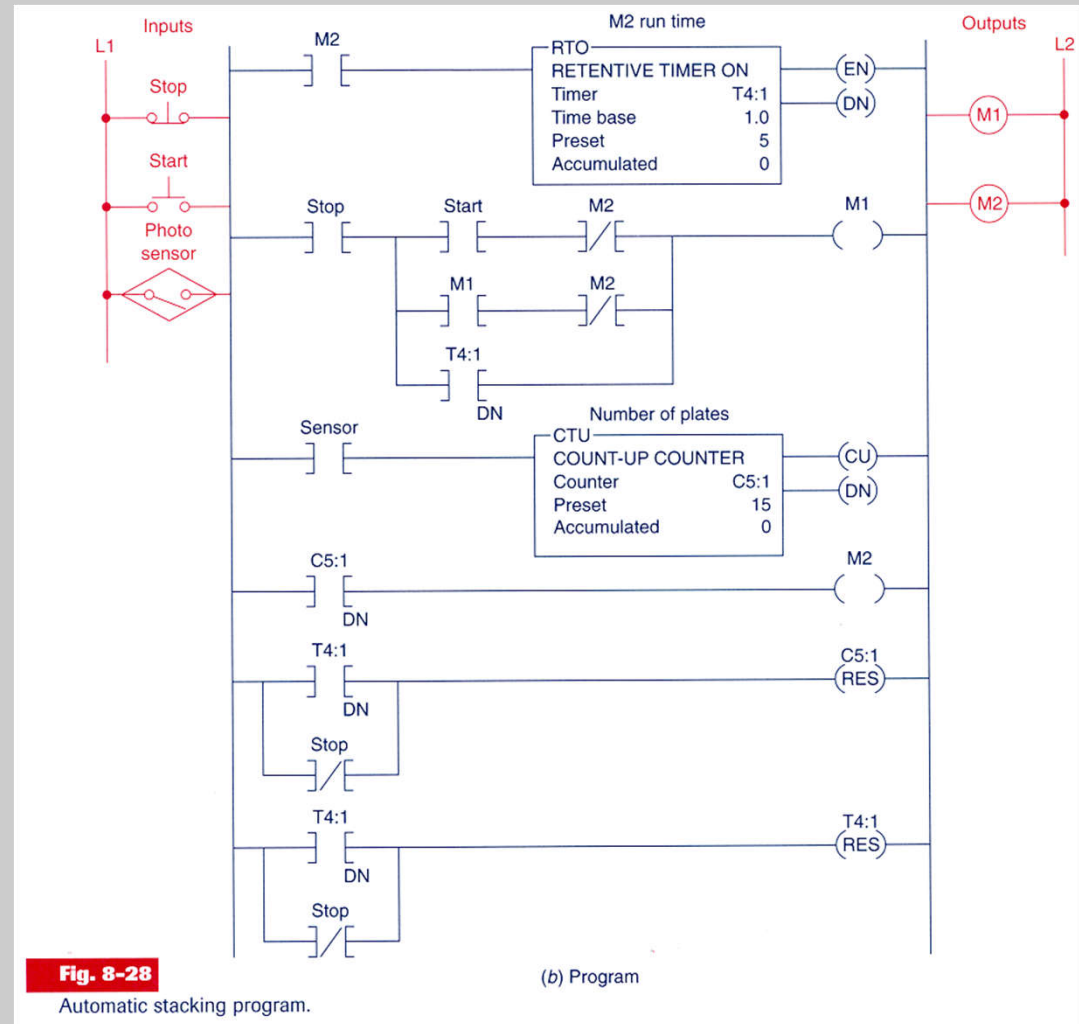 Inputs
L1
Stop
Start
Photo
sensor
Outputs
L2
M1
M2
M2
M2 run time
RTO
RETENTIVE TIMER ON
Timer T4:1
Time base 1.0
Preset 5
Accumulated 0
EN
DN
Stop
Start
M2
M1
M1
M2
T4:1
DN
Sensor
Number of plates
CTU
COUNT-UP COUNTER
Counter C5:1
Preset 15
Accumulated 0
CU
DN
C5:1
DN
M2
T4:1
DN
C5:1
RES
Stop
T4:1
DN
T4:1
RES
Stop
Fig. 8-28
(b) Program
Automatic stacking program.